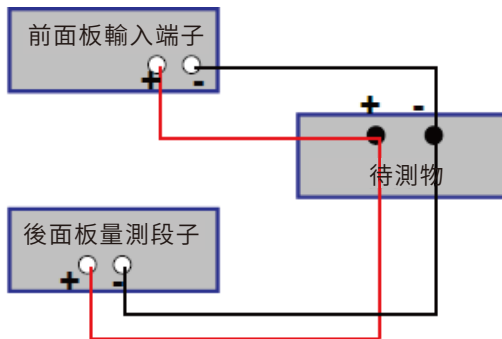 前面板輸入端子
+ -
+ -
待測物
後面板量測段子
+ -